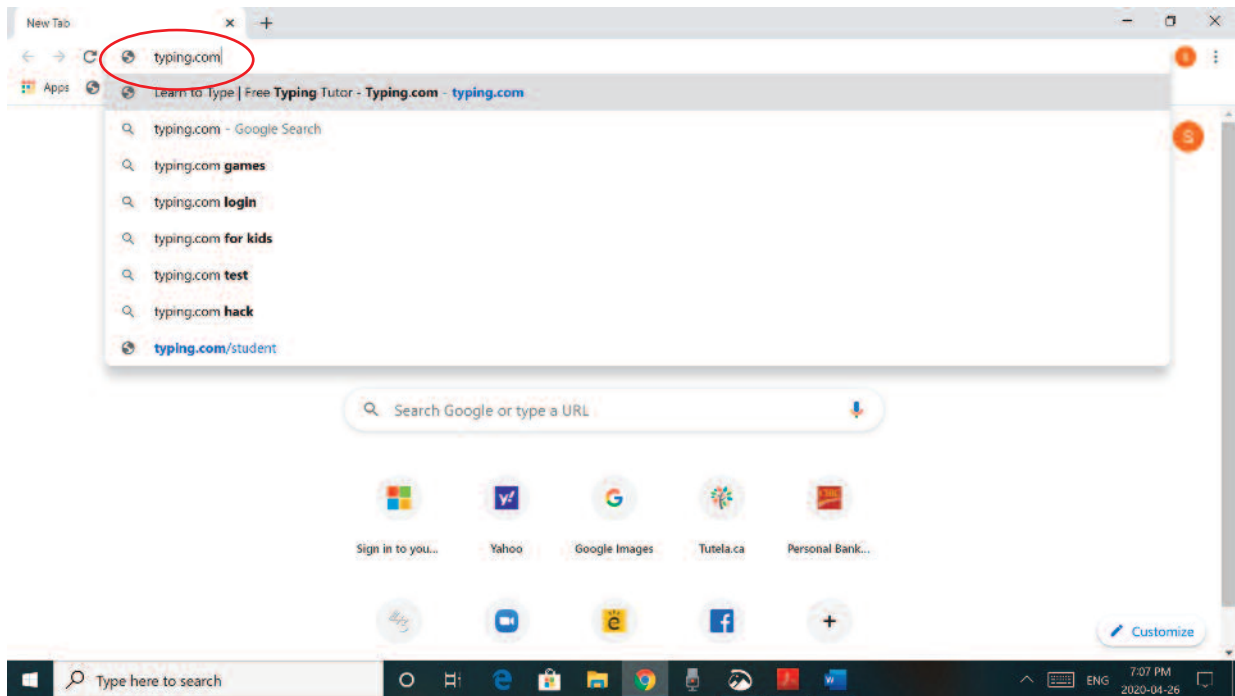 New Tab
typing.com
Apps
Learn to Type | Free Typing Tutor - Typing.com - typing.com
typing.com - Google Search
typing.com games
typing.com login
typing.com for kids
typing.com test
typing.com hack
typing.com/student
S
S
Search Google or type a URL
Sign in to you...
Yahoo
Google Images
Tutela.ca
Personal Bank...
Customize
Type here to search
ENG
7:07 PM
2020-04-26